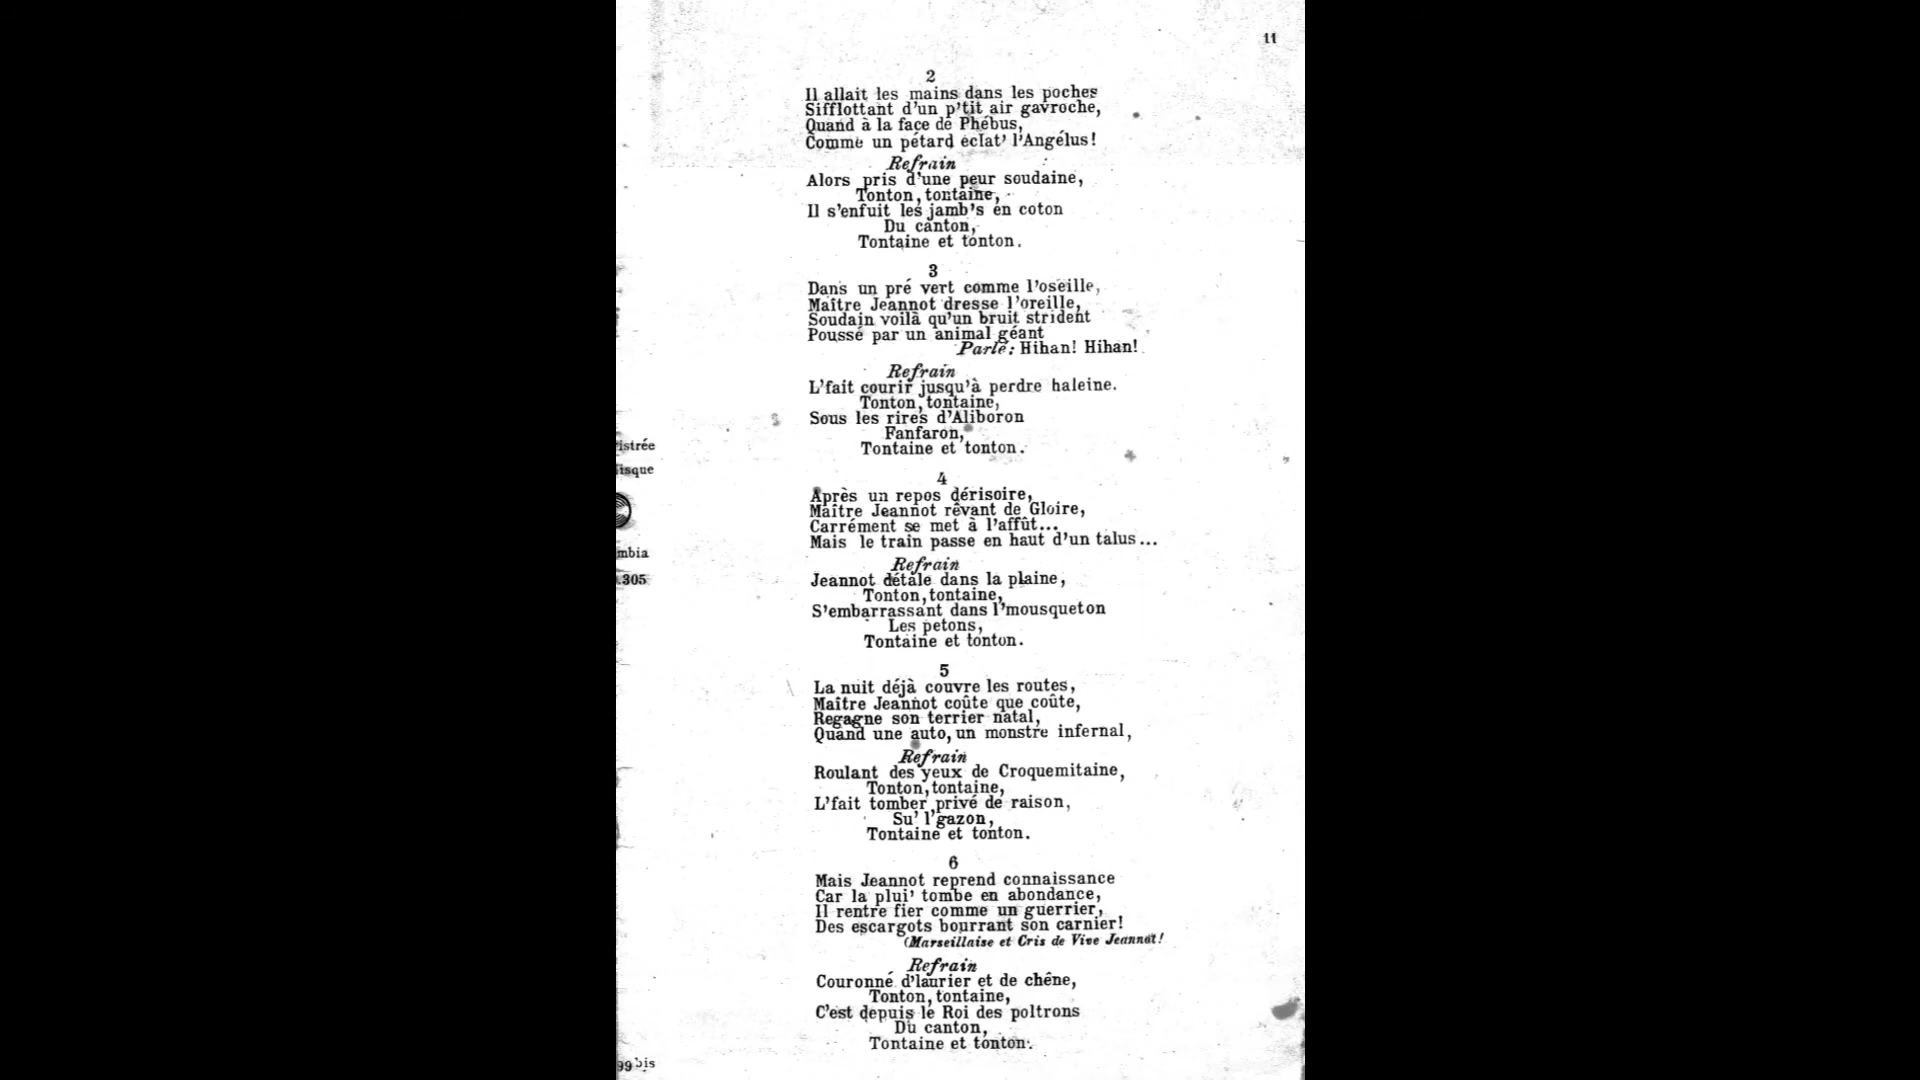 11
2
Il allait les mains dans les poches
Sifflottant d'un p'tit air gavroche,
Quand à la face de Phébus,
Comme un pétard éclat' l'Angélus!
Refrain
Alors pris d'une peur soudaine,
Tonton, tontaine,
Il s'enfuit les jamb's en coton
Du canton,
Tontaine et tonton.
3
Dans un pré vert comme l'oseille,
Maître Jeannot dresse l'oreille,
Soudain voilà qu'un bruit strident
Poussé par un animal géant
Parlé: Hihan! Hihan!
Refrain
L'fait courir jusqu'à perdre haleine.
Tonton, tontaine,
Sous les rires d'Aliboron
Fanfaron,
Tontaine et tonton.
istrée
isque
mbia
305
4
Après un repos dérisoire,
Maître Jeannot rêvant de Gloire,
Carrément se met à l'affût...
Mais le train passe en haut d'un talus...
Refrain
Jeannot détale dans la plaine,
Tonton, tontaine,
S'embarrassant dans l'mousqueton
Les petons,
Tontaine et tonton.
5
La nuit déjà couvre les routes,
Maître Jeannot coûte que coûte,
Regagne son terrier natal,
Quand une auto, un monstre infernal,
Refrain
Roulant des yeux de Croquemitaine,
Tonton, tontaine,
L'fait tomber privé de raison,
Su' l'gazon,
Tontaine et tonton.
6
Mais Jeannot reprend connaissance
Car la plui' tombe en abondance,
Il rentre fier comme un guerrier,
Des escargots bourrant son carnier!
(Marseillaise et Cris de Vive Jeannot!
Refrain
Couronné d'laurier et de chêne,
Tonton, tontaine,
C'est depuis le Roi des poltrons
Du canton,
Tontaine et tonton.
99 bis